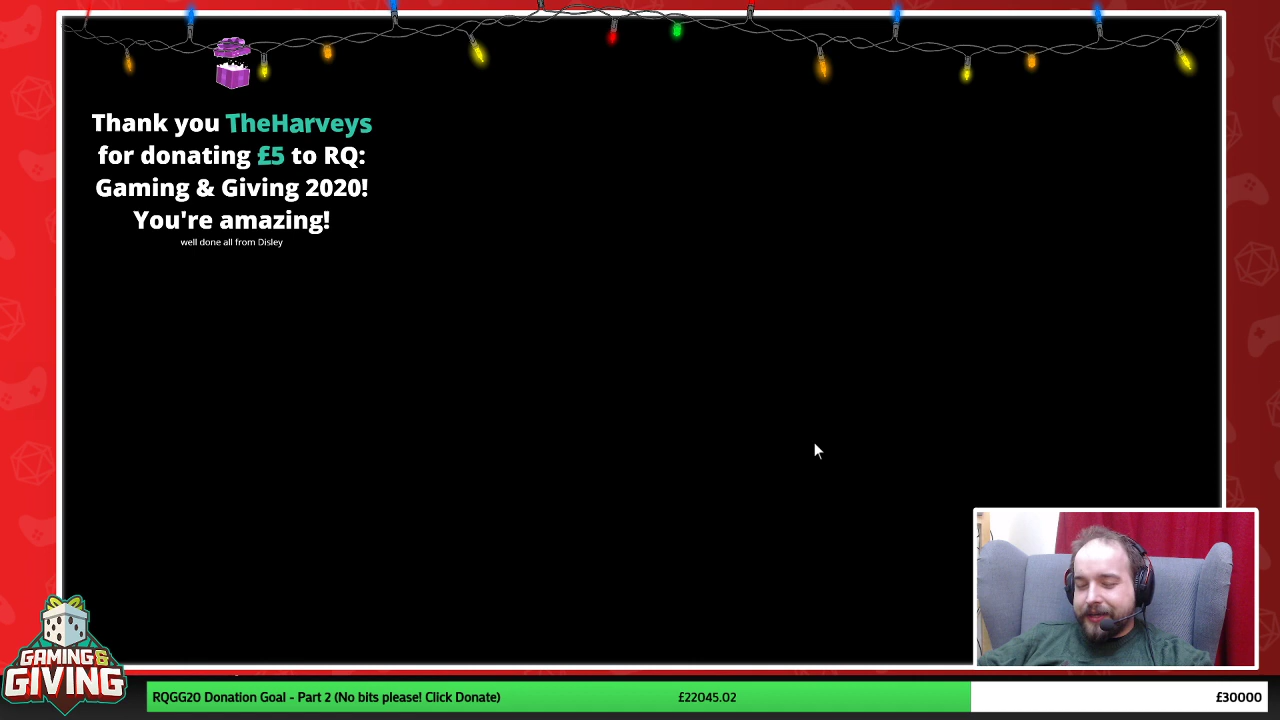 Thank you TheHarveys
for donating £5 to RQ:
Gaming & Giving 2020!
You're amazing!
well done all from Disley
GAMING &
GIVING
RQGG20 Donation Goal - Part 2 (No bits please! Click Donate) £22045.02 £30000